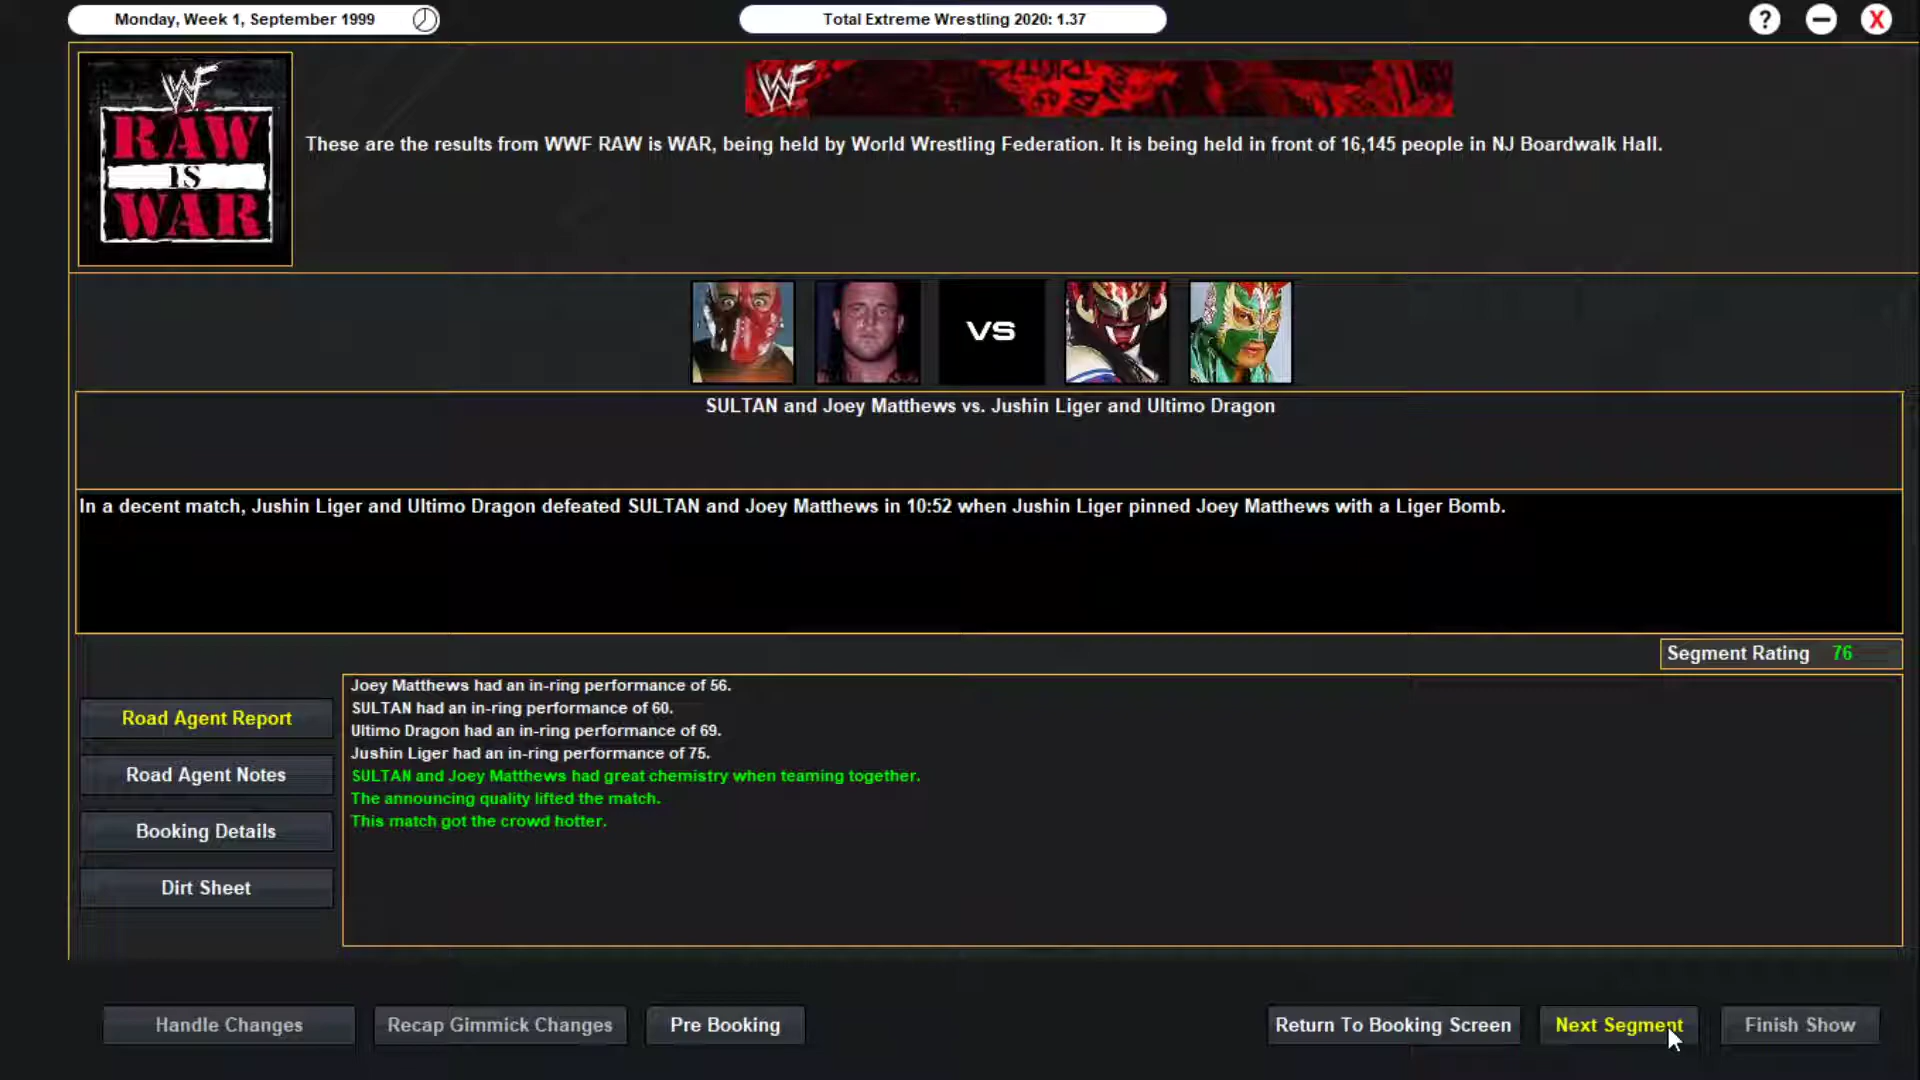 Monday, Week 1, September 1999
Total Extreme Wrestling 2020: 1.37
?
X
WF
RAW
IS
WAR
WF
These are the results from WWF RAW is WAR, being held by World Wrestling Federation. It is being held in front of 16,145 people in NJ Boardwalk Hall.
VS
SULTAN and Joey Matthews vs. Jushin Liger and Ultimo Dragon
In a decent match, Jushin Liger and Ultimo Dragon defeated SULTAN and Joey Matthews in 10:52 when Jushin Liger pinned Joey Matthews with a Liger Bomb.
Segment Rating 76
Road Agent Report
Road Agent Notes
Booking Details
Dirt Sheet
Joey Matthews had an in-ring performance of 56.
SULTAN had an in-ring performance of 60.
Ultimo Dragon had an in-ring performance of 69.
Jushin Liger had an in-ring performance of 75.
SULTAN and Joey Matthews had great chemistry when teaming together.
The announcing quality lifted the match.
This match got the crowd hotter.
Handle Changes
Recap Gimmick Changes
Pre Booking
Return To Booking Screen
Next Segment
Finish Show